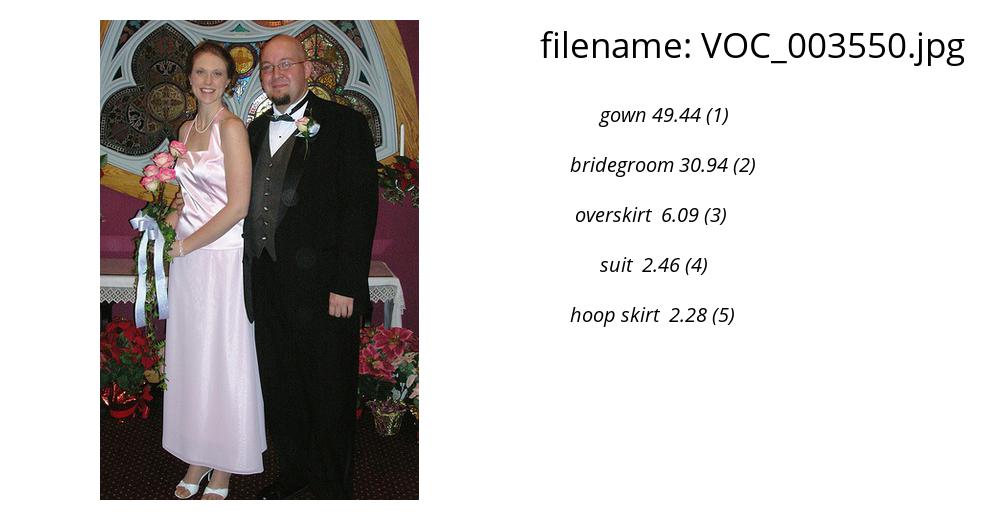 filename: VOC_003550.jpg
gown 49.44 (1)
bridegroom 30.94 (2)
overskirt 6.09 (3)
suit 2.46 (4)
hoop skirt 2.28 (5)